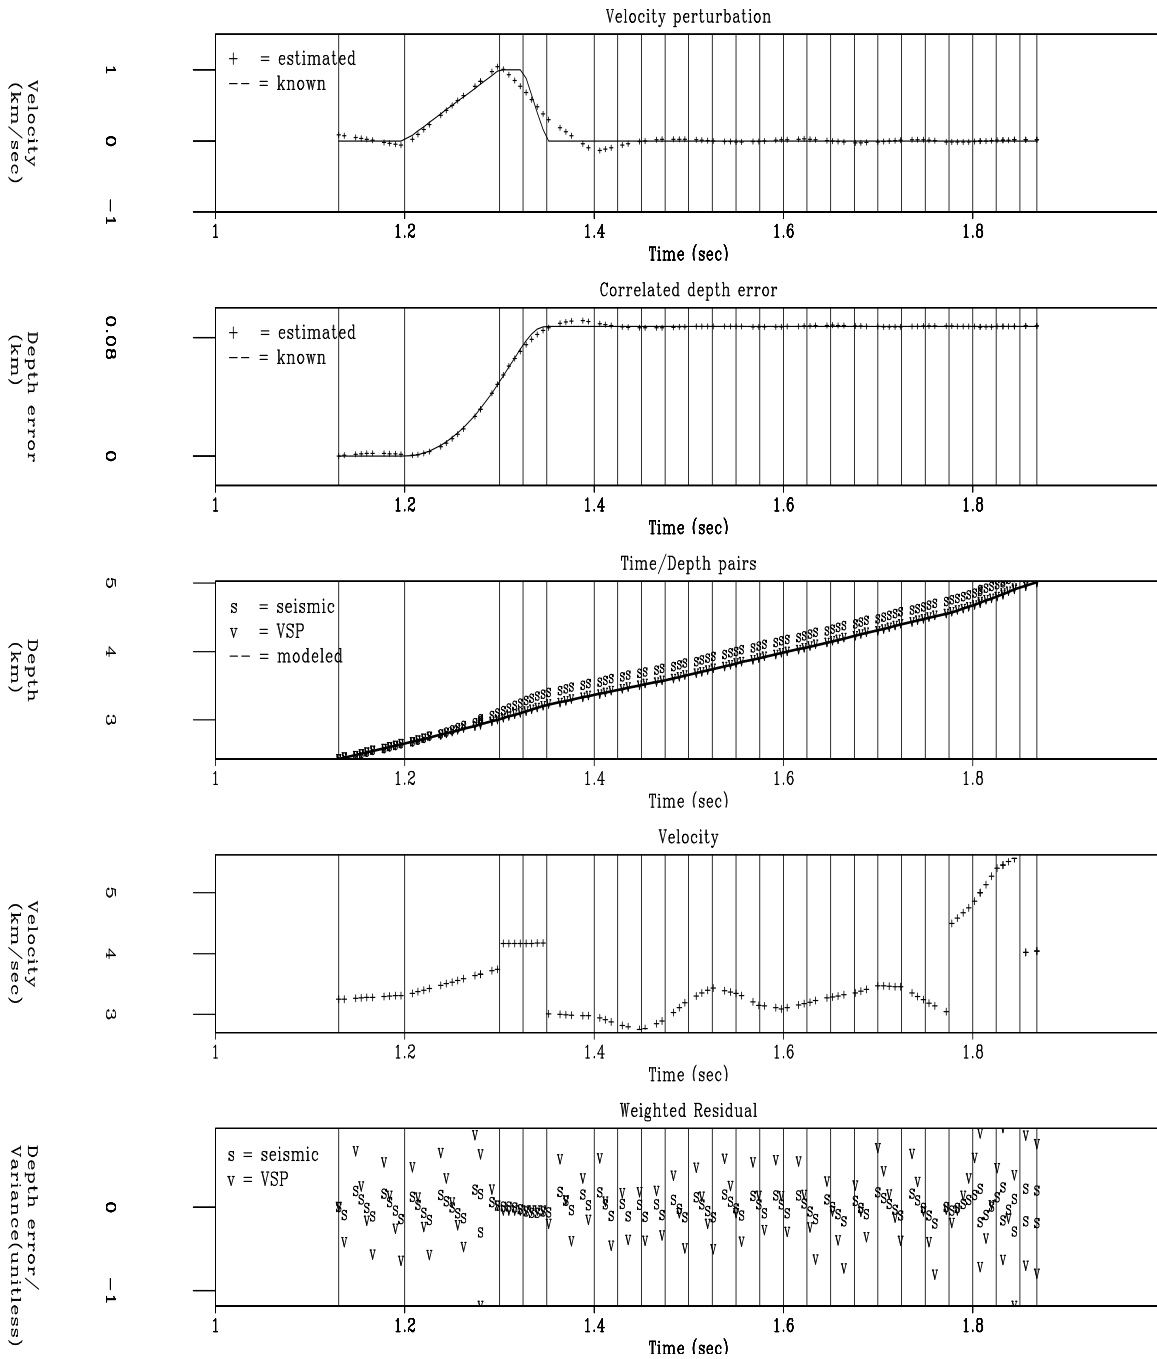 Velocity perturbation
+ = estimated
-- = known
Velocity
(km/sec)
1
0
-1
1 1.2 1.4 1.6 1.8
Time (sec)
Correlated depth error
+ = estimated
-- = known
Depth error
(km)
0.08
0
1 1.2 1.4 1.6 1.8
Time (sec)
Time/Depth pairs
s = seismic
v = VSP
-- = modeled
Depth
(km)
5
4
3
1 1.2 1.4 1.6 1.8
Time (sec)
Velocity
Velocity
(km/sec)
5
4
3
1 1.2 1.4 1.6 1.8
Time (sec)
Weighted Residual
s = seismic
v = VSP
Depth error/
Variance(unitless)
0
-1
1 1.2 1.4 1.6 1.8
Time (sec)